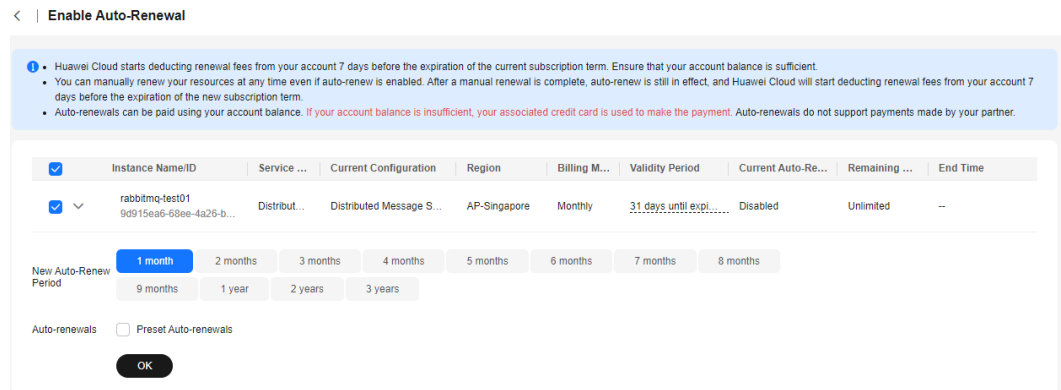 < | Enable Auto-Renewal
• Huawei Cloud starts deducting renewal fees from your account 7 days before the expiration of the current subscription term. Ensure that your account balance is sufficient.
• You can manually renew your resources at any time even if auto-renew is enabled. After a manual renewal is complete, auto-renew is still in effect, and Huawei Cloud will start deducting renewal fees from your account 7
days before the expiration of the new subscription term.
• Auto-renewals can be paid using your account balance. If your account balance is insufficient, your associated credit card is used to make the payment. Auto-renewals do not support payments made by your partner.
Instance Name/ID Service ... Current Configuration Region Billing M... Validity Period Current Auto-Re... Remaining ... End Time
rabbitmq-test01
9d915ea6-68ee-4a26-b... Distribut... Distributed Message S... AP-Singapore Monthly 31 days until expi... Disabled Unlimited --
New Auto-Renew
Period
1 month 2 months 3 months 4 months 5 months 6 months 7 months 8 months
9 months 1 year 2 years 3 years
Auto-renewals Preset Auto-renewals
OK